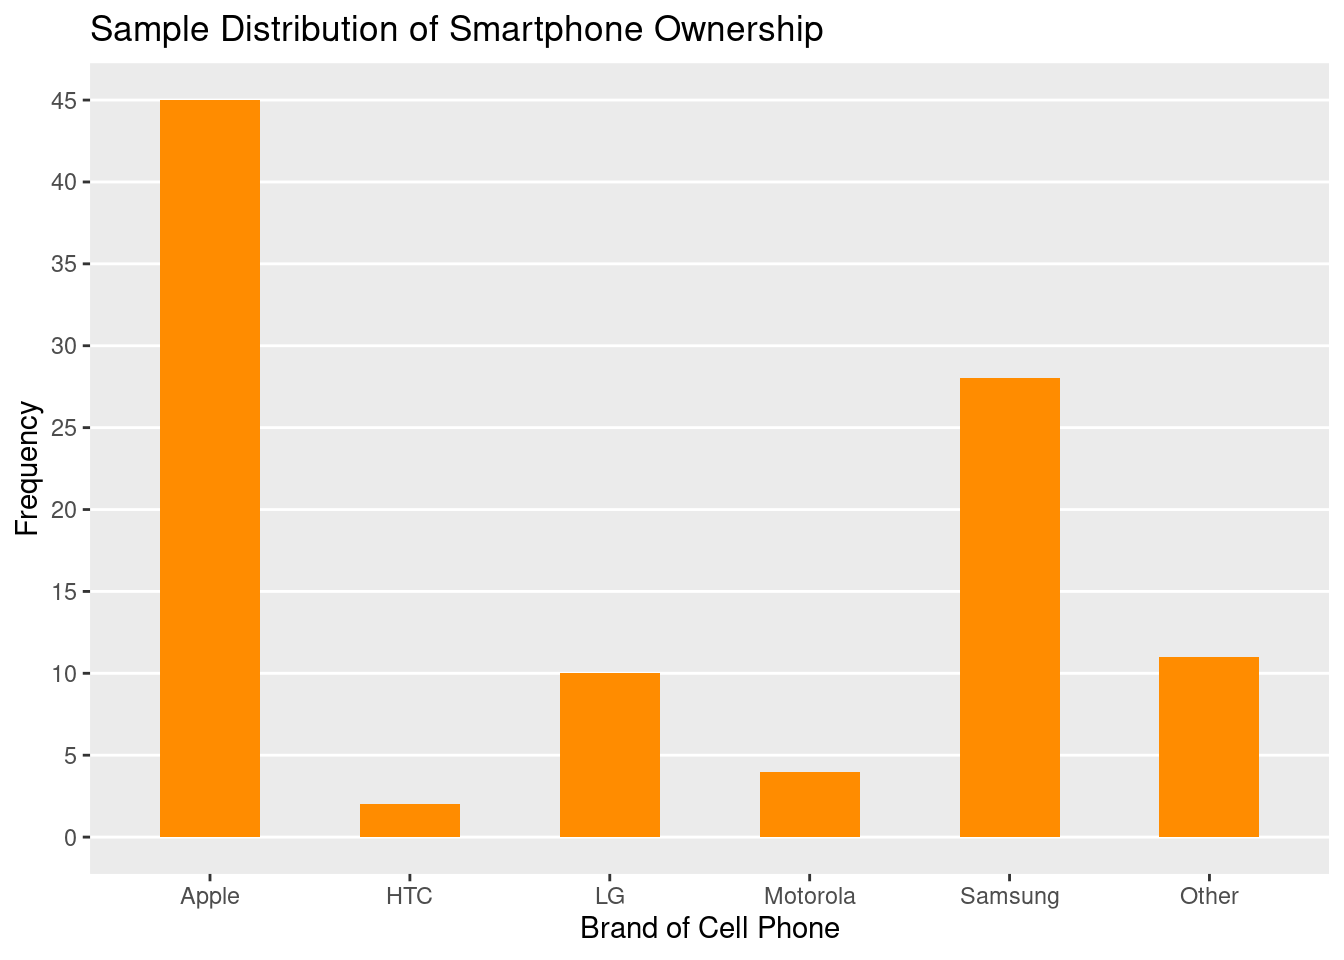 Sample Distribution of Smartphone Ownership
45
40
35
30
25
20
15
10
5
0
Frequency
Apple HTC LG Motorola Samsung Other
Brand of Cell Phone